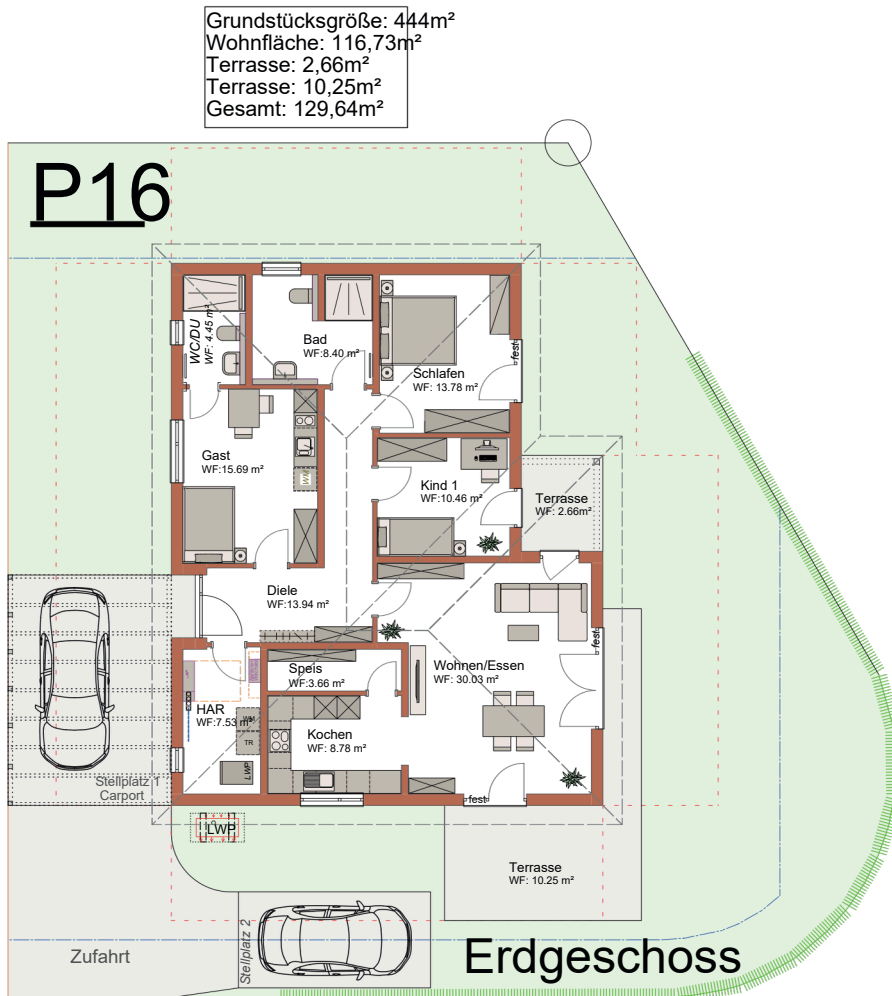 Grundstücksgröße: 444m²
Wohnfläche: 116,73m²
Terrasse: 2,66m²
Terrasse: 10,25m²
Gesamt: 129,64m²
P16
WC/DU
WF: 4.45 m²
Bad
WF:8.40 m²
Schlafen
WF: 13.78 m²
fest
Gast
WF:15.69 m²
WM
Kind 1
WF:10.46 m²
Terrasse
WF: 2.66m²
Diele
WF:13.94 m²
Speis
WF:3.66 m²
Wohnen/Essen
WF: 30.03 m²
fest
HAR
WF:7.53 m²
WM
TR
LWP
Kochen
WF: 8.78 m²
fest
Stellplatz 1
Carport
LWP
Terrasse
WF: 10.25 m²
Stellplatz 2
Zufahrt
Erdgeschoss